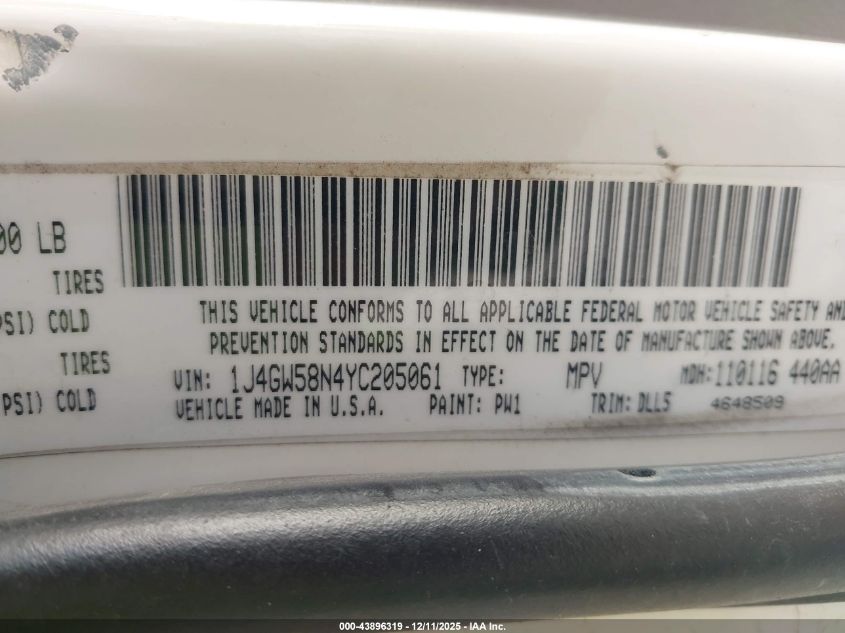 00 LB
TIRES
PSI) COLD
TIRES
PSI) COLD
THIS VEHICLE CONFORMS TO ALL APPLICABLE FEDERAL MOTOR VEHICLE SAFETY AND
PREVENTION STANDARDS IN EFFECT ON THE DATE OF MANUFACTURE SHOWN ABOVE.
VIN: 1J4GW58N4YC205061 TYPE: MPV MDH:110116 440AA
VEHICLE MADE IN U.S.A. PAINT: PW1 TRIM: DLL5 4648509
000-43896319 - 12/11/2025 - IAA Inc.